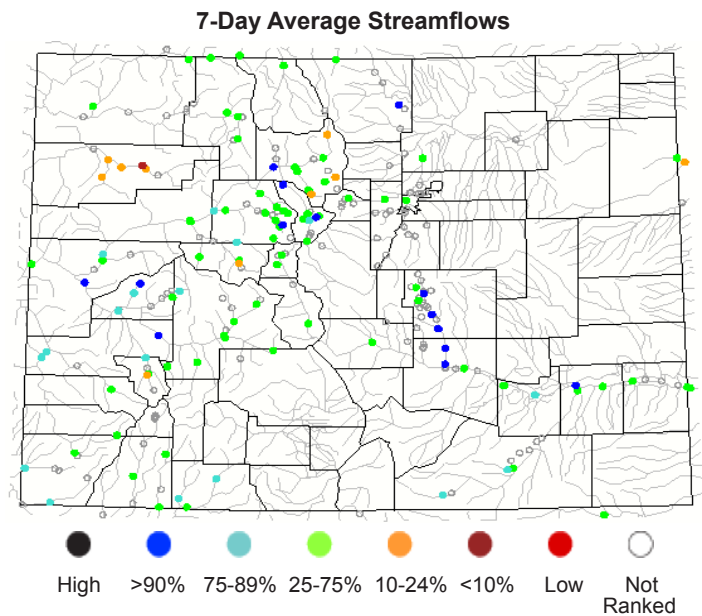 7-Day Average Streamflows
High >90% 75-89% 25-75% 10-24% <10% Low Not
Ranked